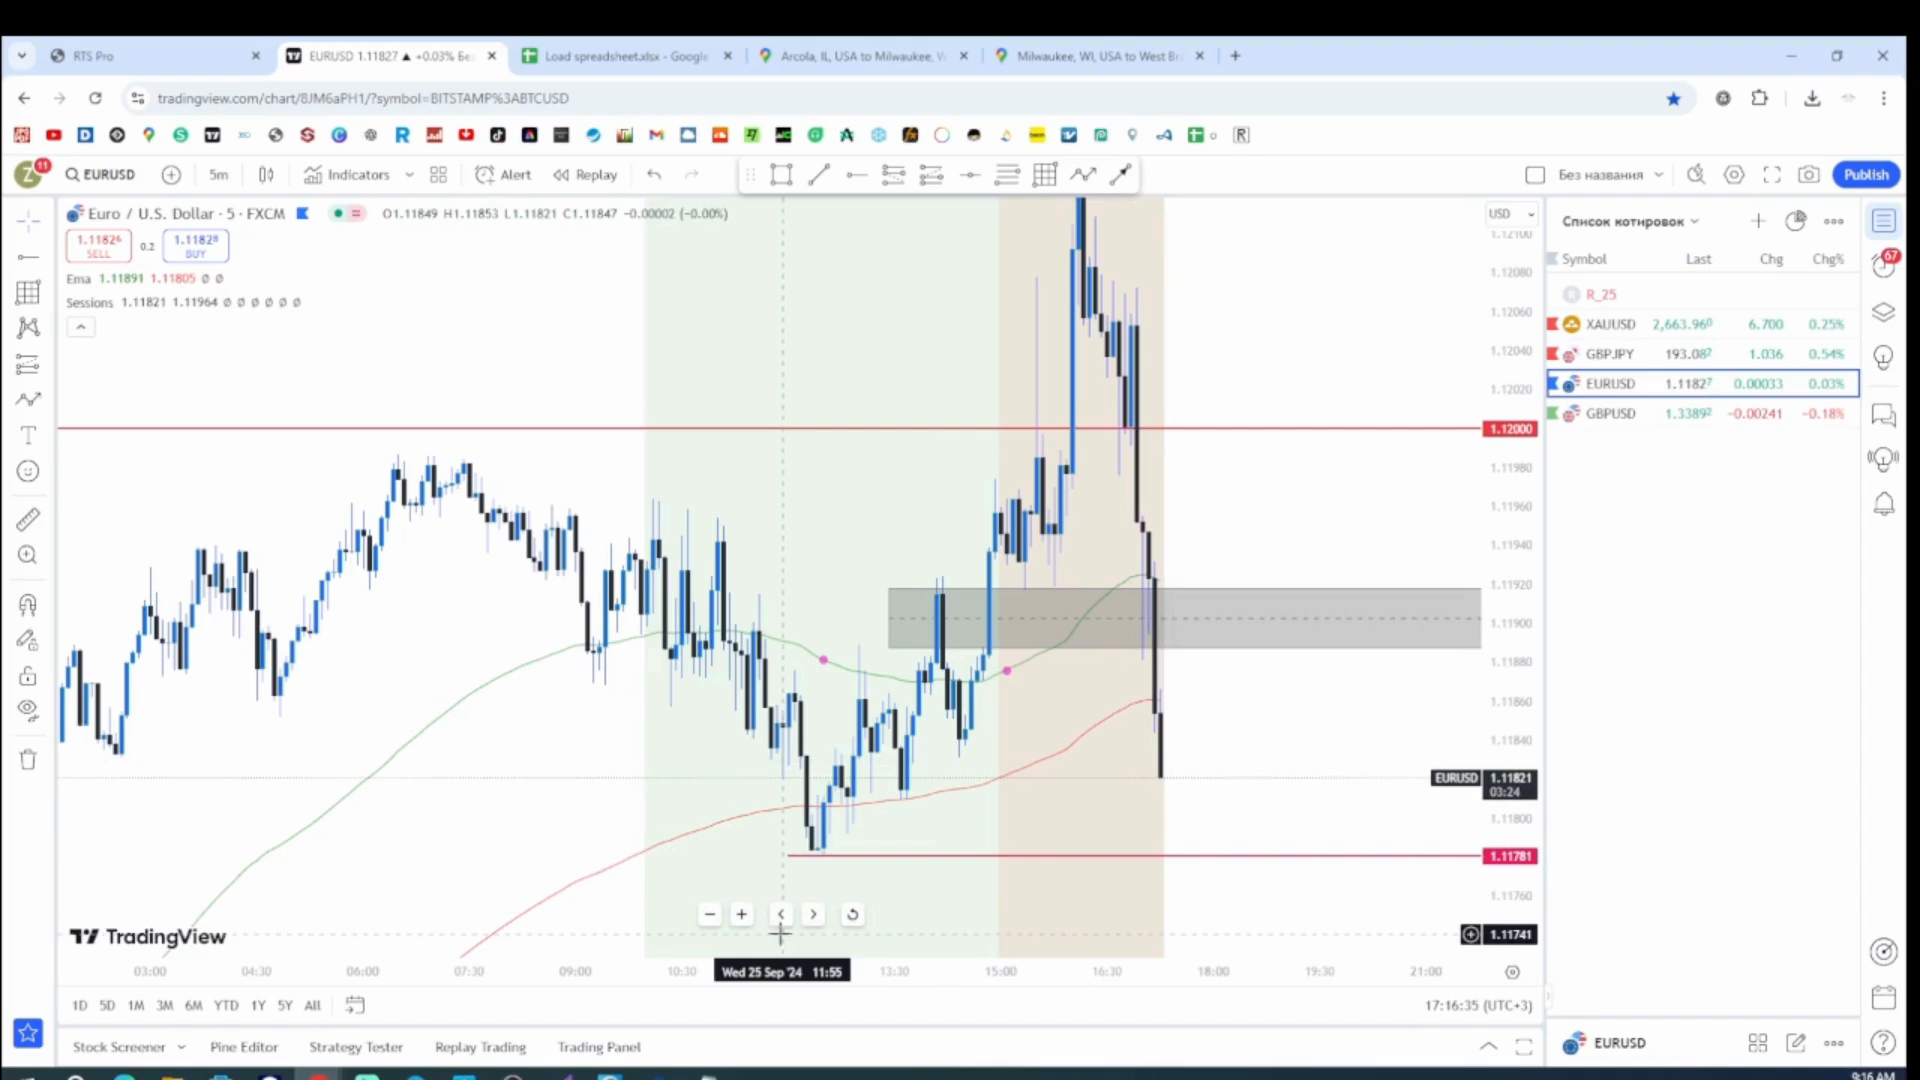 RTS Pro
EURUSD 1.11827 ▲ +0.03% Без
Load spreadsheet.xlsx - Google
Arcola, IL, USA to Milwaukee, W
Milwaukee, WI, USA to West Br
tradingview.com/chart/8JM6aPH1/?symbol=BITSTAMP%3ABTCUSD
Z 11 EURUSD 5m Indicators Alert Replay Без названия Publish
Euro / U.S. Dollar · 5 · FXCM O1.11849 H1.11853 L1.11821 C1.11847 −0.00002 (−0.00%)
1.11826 SELL 0.2 1.11828 BUY
Ema 1.11891 1.11805 ∅ ∅
Sessions 1.11821 1.11964 ∅ ∅ ∅ ∅ ∅ ∅
USD
1.12100
1.12080
1.12060
1.12040
1.12020
1.12000
1.11980
1.11960
1.11940
1.11920
1.11900
1.11880
1.11860
1.11840
EURUSD 1.11821
03:24
1.11800
1.11781
1.11760
1.11741
TradingView
03:00 04:30 06:00 07:30 09:00 10:30 Wed 25 Sep '24 11:55 13:30 15:00 16:30 18:00 19:30 21:00
1D 5D 1M 3M 6M YTD 1Y 5Y All 17:16:35 (UTC+3)
Stock Screener Pine Editor Strategy Tester Replay Trading Trading Panel
Список котировок
Symbol Last Chg Chg%
R R_25
XAUUSD 2,663.960 6.700 0.25%
GBPJPY 193.082 1.036 0.54%
EURUSD 1.11827 0.00033 0.03%
GBPUSD 1.33892 −0.00241 −0.18%
67
EURUSD
9:16 AM